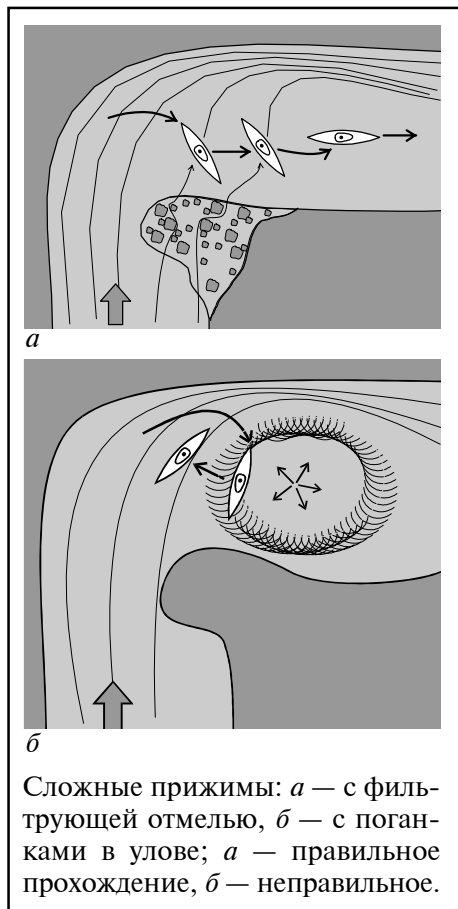 а
б
Сложные прижимы: а — с филь-
трующей отмелью, б — с поган-
ками в улове; а — правильное
прохождение, б — неправильное.